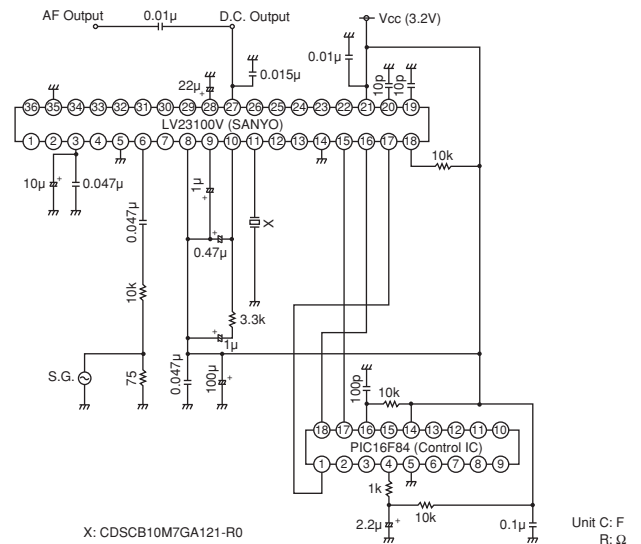 AF Output
0.01μ
D.C. Output
Vcc (3.2V)
0.01μ
0.015μ
22μ
+
10p
10p
36 35 34 33 32 31 30 29 28 27 26 25 24 23 22 21 20 19
LV23100V (SANYO)
1 2 3 4 5 6 7 8 9 10 11 12 13 14 15 16 17 18
10k
10μ
+
0.047μ
0.047μ
1μ
+
+
0.47μ
X
10k
3.3k
+
1μ
S.G.
75
0.047μ
100μ
+
100p
10k
18 17 16 15 14 13 12 11 10
PIC16F84 (Control IC)
1 2 3 4 5 6 7 8 9
1k
10k
2.2μ
+
0.1μ
X: CDSCB10M7GA121-R0
Unit C: F
R: Ω